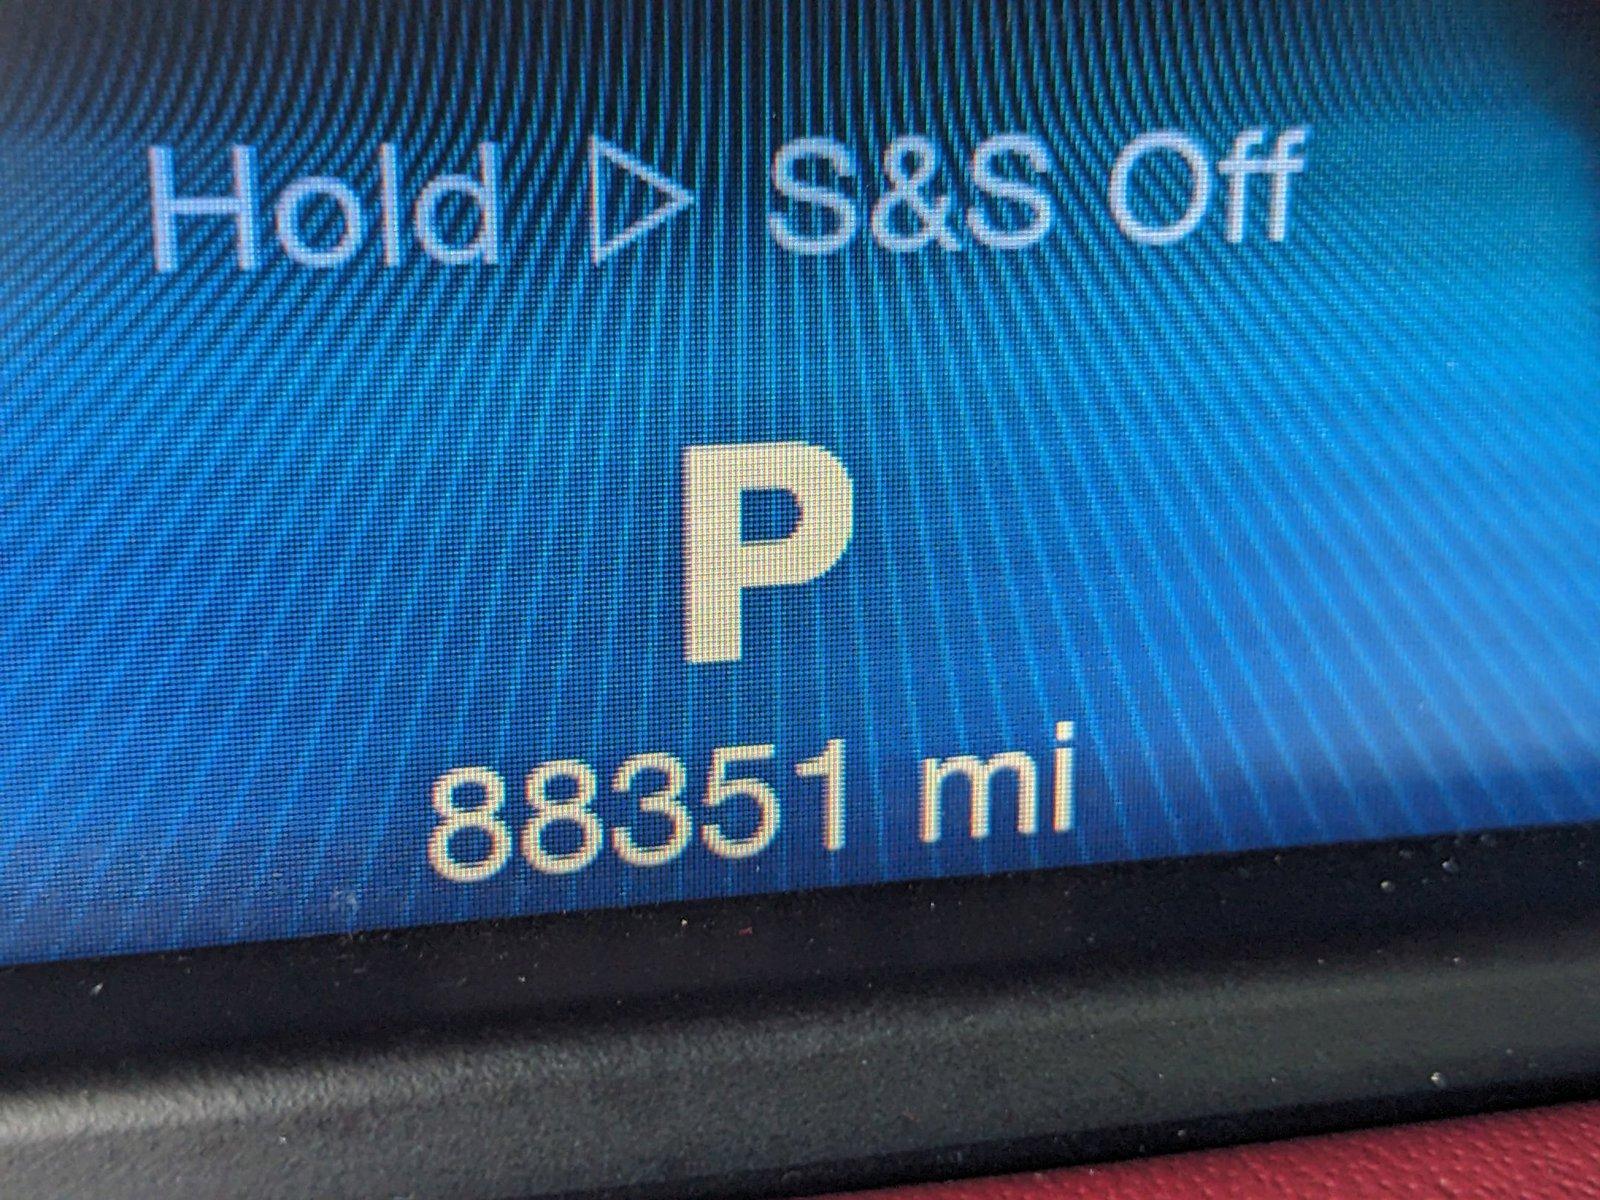 Hold ▷ S&S Off
P
88351 mi